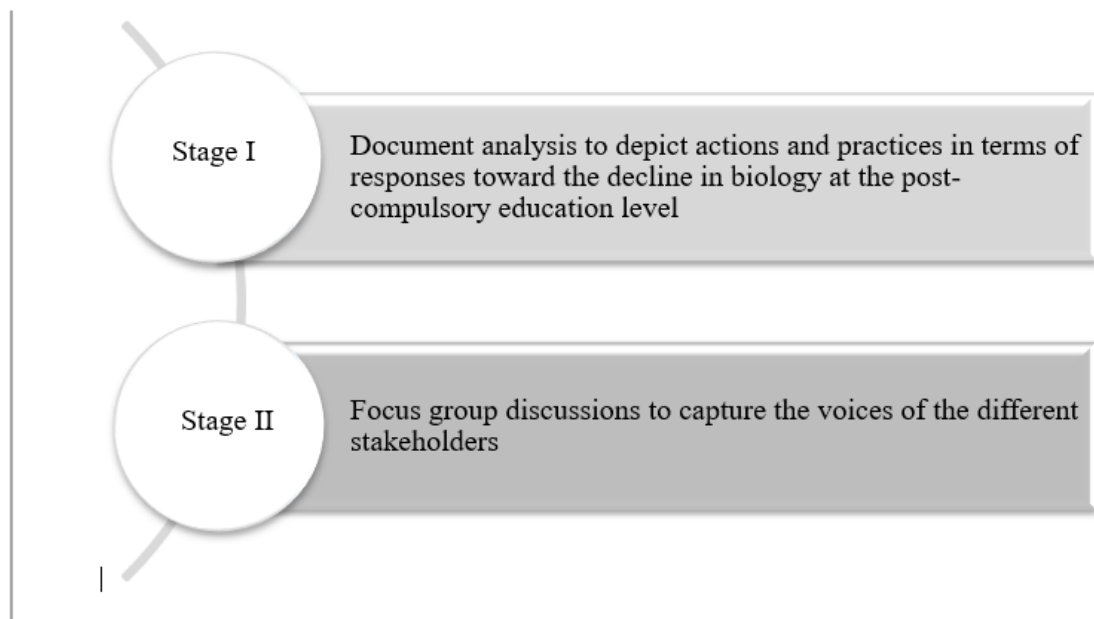 Stage I
Document analysis to depict actions and practices in terms of
responses toward the decline in biology at the post-
compulsory education level
Stage II
Focus group discussions to capture the voices of the different
stakeholders